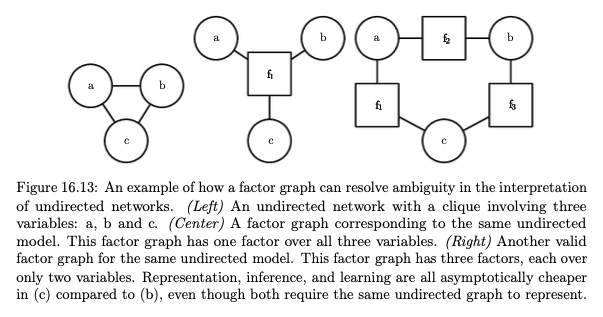 a
b
c
a
b
f1
c
a
f2
b
f1
f3
c
Figure 16.13: An example of how a factor graph can resolve ambiguity in the interpretation
of undirected networks. (Left) An undirected network with a clique involving three
variables: a, b and c. (Center) A factor graph corresponding to the same undirected
model. This factor graph has one factor over all three variables. (Right) Another valid
factor graph for the same undirected model. This factor graph has three factors, each over
only two variables. Representation, inference, and learning are all asymptotically cheaper
in (c) compared to (b), even though both require the same undirected graph to represent.